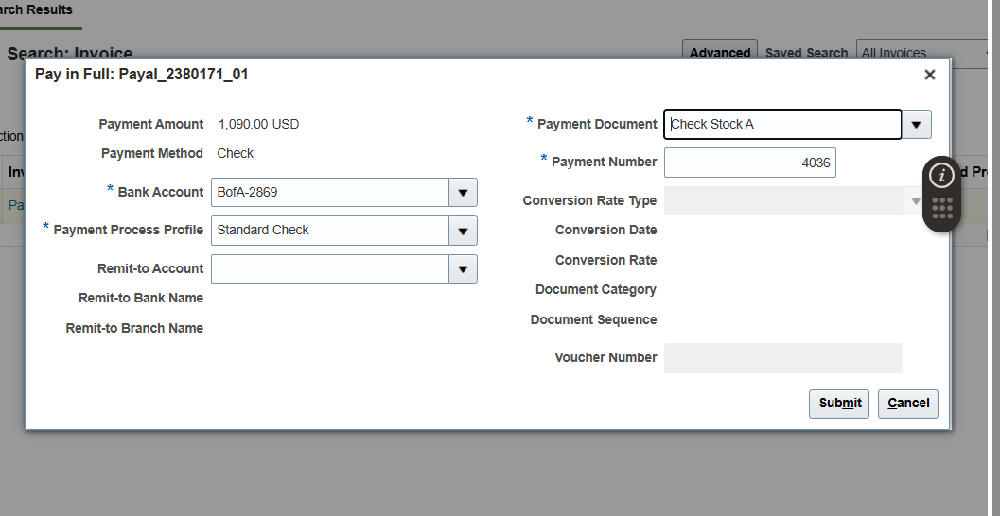 arch Results
Search: Invoice
Advanced Saved Search All Invoices
Pay in Full: Payal_2380171_01
ction
Inv
d Pr
Pa
Payment Amount 1,090.00 USD
Payment Method Check
* Bank Account BofA-2869
* Payment Process Profile Standard Check
Remit-to Account
Remit-to Bank Name
Remit-to Branch Name
* Payment Document Check Stock A
* Payment Number 4036
Conversion Rate Type
Conversion Date
Conversion Rate
Document Category
Document Sequence
Voucher Number
Submit Cancel